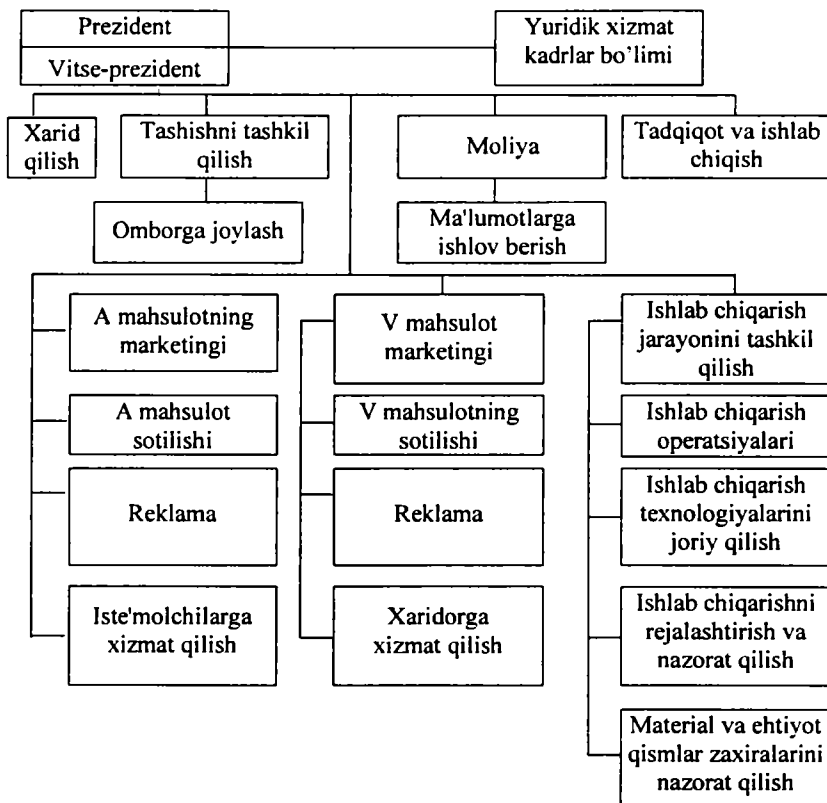 Prezident
Vitse-prezident
Yuridik xizmat
kadrlar bo’limi
Xarid
qilish
Tashishni tashkil
qilish
Moliya
Tadqiqot va ishlab
chiqish
Omborga joylash
Ma'lumotlarga
ishlov berish
A mahsulotning
marketingi
A mahsulot
sotilishi
Reklama
Iste'molchilarga
xizmat qilish
V mahsulot
marketingi
V mahsulotning
sotilishi
Reklama
Xaridorga
xizmat qilish
Ishlab chiqarish
jarayonini tashkil
qilish
Ishlab chiqarish
operatsiyalari
Ishlab chiqarish
texnologiyalarini
joriy qilish
Ishlab chiqarishni
rejalashtirish va
nazorat qilish
Material va ehtiyot
qismlar zaxiralarini
nazorat qilish